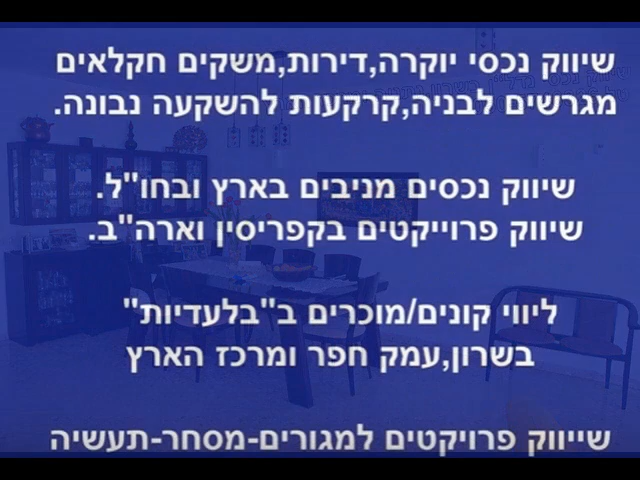 שיווק נכסי יוקרה,דירות,משקים חקלאים
מגרשים לבניה,קרקעות להשקעה נבונה.
שיווק נכסים מניבים בארץ ובחו"ל.
שיווק פרוייקטים בקפריסין וארה"ב.
ליווי קונים/מוכרים ב"בלעדיות"
בשרון,עמק חפר ומרכז הארץ
שייווק פרויקטים למגורים-מסחר-תעשיה